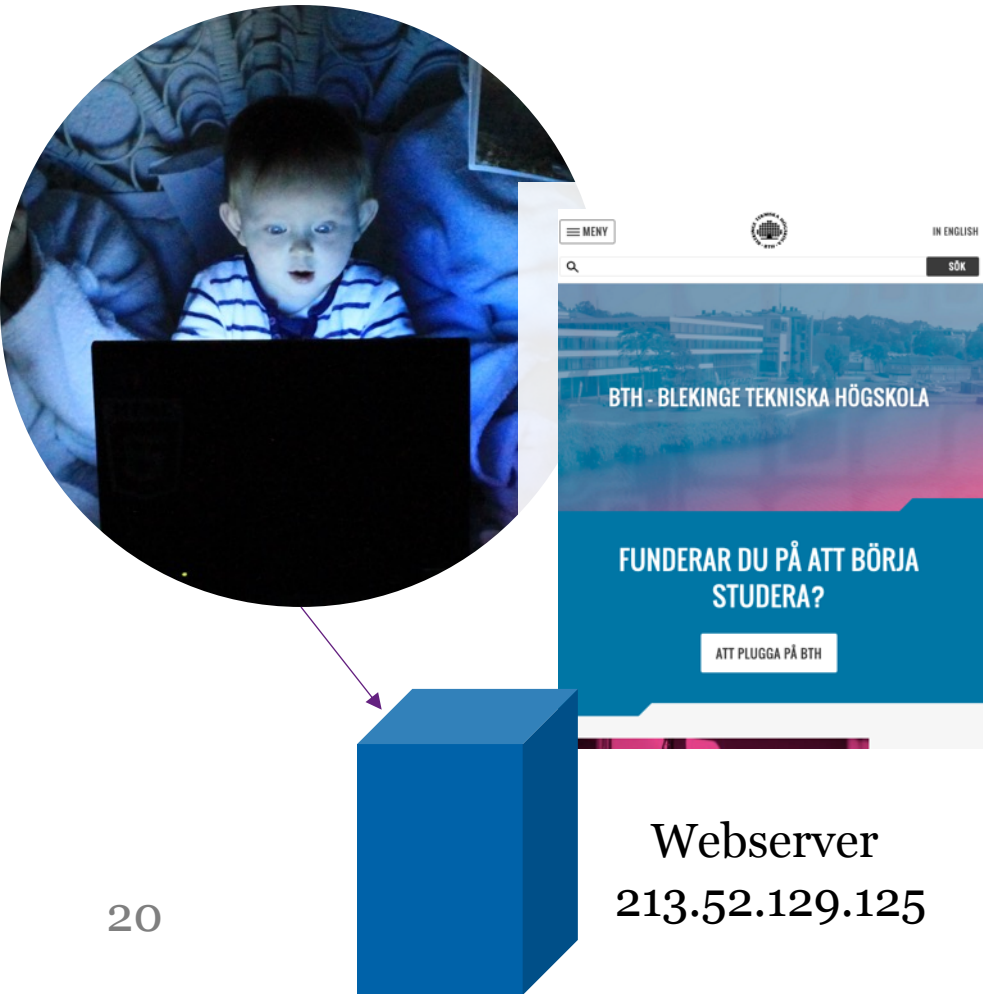 MENY
IN ENGLISH
SÖK
BTH - BLEKINGE TEKNISKA HÖGSKOLA
FUNDERAR DU PÅ ATT BÖRJA
STUDERA?
ATT PLUGGA PÅ BTH
Webserver
213.52.129.125
20